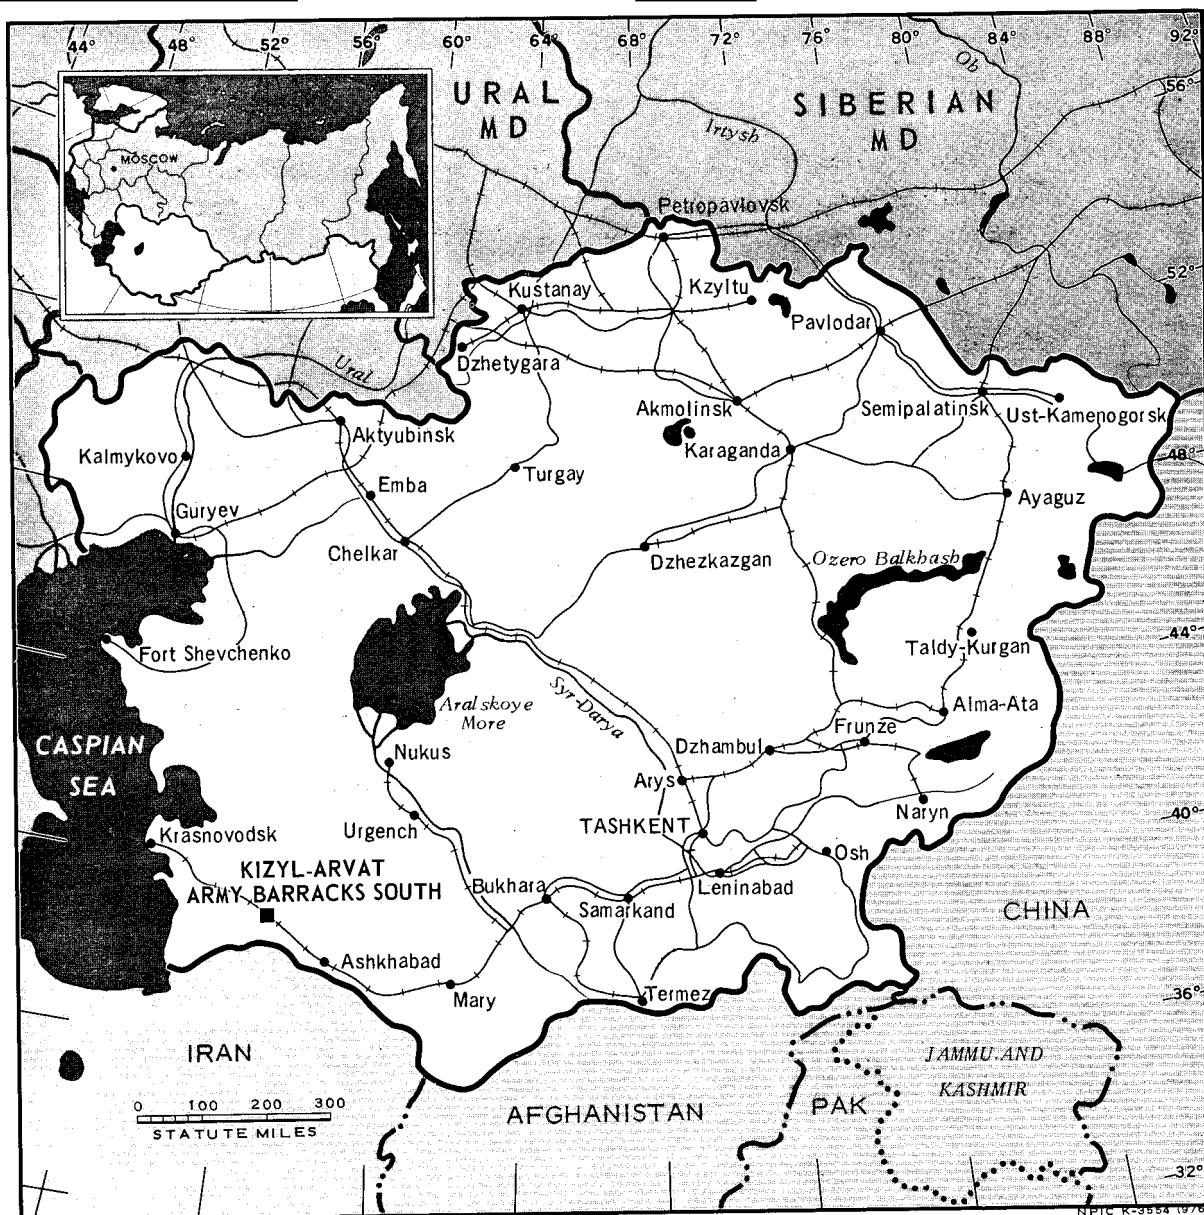 44° 48° 52° 56° 60° 64° 68° 72° 76° 80° 84° 88° 92°
Ob
56°
URAL
MD
SIBERIAN
MD
Irtysh
MOSCOW
Petropavlovsk
52°
Kustanay
Kzyltu
Pavlodar
Dzhetygara
Ural
Akmolinsk
Semipalatinsk
Ust-Kamenogorsk
Aktyubinsk
Kalmykovo
Karaganda
48°
Turgay
Emba
Ayaguz
Guryev
Chelkar
Dzhezkazgan
Ozero Balkhash
44°
Fort Shevchenko
Taldy-Kurgan
Syr-Darya
Aralskoye
More
Alma-Ata
Frunze
CASPIAN
SEA
Nukus
Dzhambul
Arys
Naryn
40°
Krasnovodsk
Urgench
TASHKENT
Osh
KIZYL-ARVAT
ARMY BARRACKS SOUTH
Bukhara
Leninabad
Samarkand
CHINA
Ashkhabad
Mary
Termez
36°
IRAN
JAMMU AND
KASHMIR
0 100 200 300
STATUTE MILES
AFGHANISTAN
PAK
32°